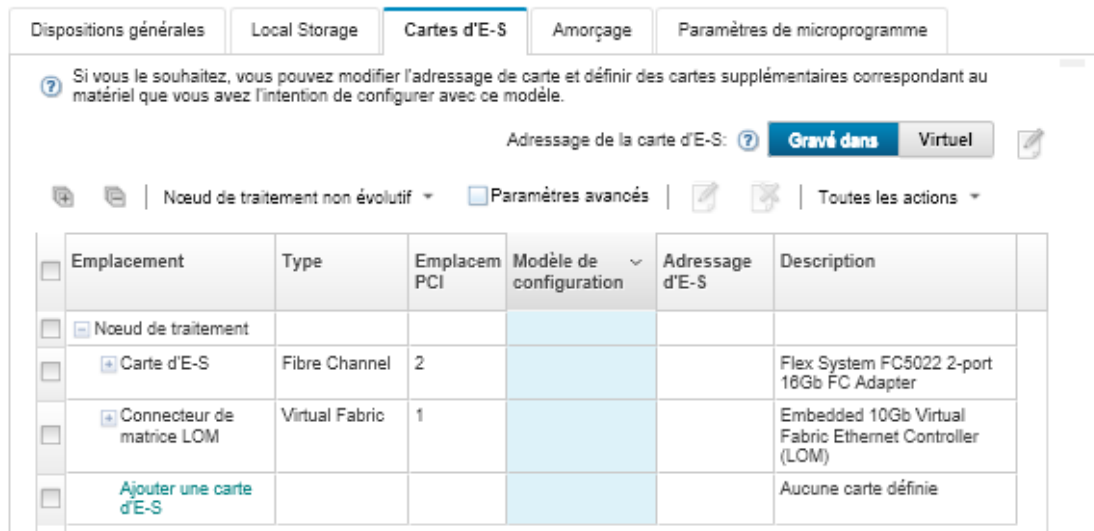 Dispositions générales Local Storage Cartes d'E-S Amorçage Paramètres de microprogramme
Si vous le souhaitez, vous pouvez modifier l'adressage de carte et définir des cartes supplémentaires correspondant au
matériel que vous avez l'intention de configurer avec ce modèle.
Adressage de la carte d'E-S: ? Gravé dans Virtuel
Nœud de traitement non évolutif Paramètres avancés Toutes les actions
Emplacement Type Emplacem Modèle de Adressage Description
PCI configuration d'E-S
Nœud de traitement
Carte d'E-S Fibre Channel 2 Flex System FC5022 2-port
16Gb FC Adapter
Connecteur de Virtual Fabric 1 Embedded 10Gb Virtual
matrice LOM Fabric Ethernet Controller
(LOM)
Ajouter une carte Aucune carte définie
d'E-S